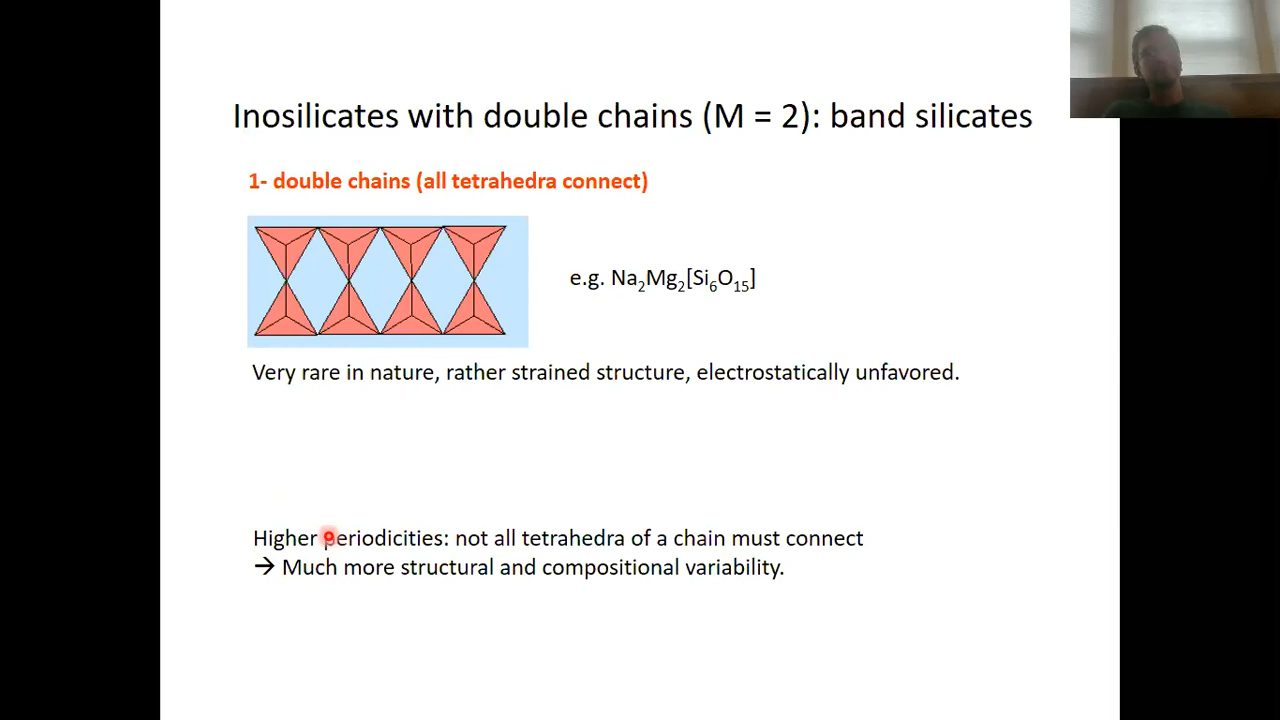 Inosilicates with double chains (M = 2): band silicates
1- double chains (all tetrahedra connect)
e.g. Na₂Mg₂[Si₆O₁₅]
Very rare in nature, rather strained structure, electrostatically unfavored.
Higher periodicities: not all tetrahedra of a chain must connect
→ Much more structural and compositional variability.